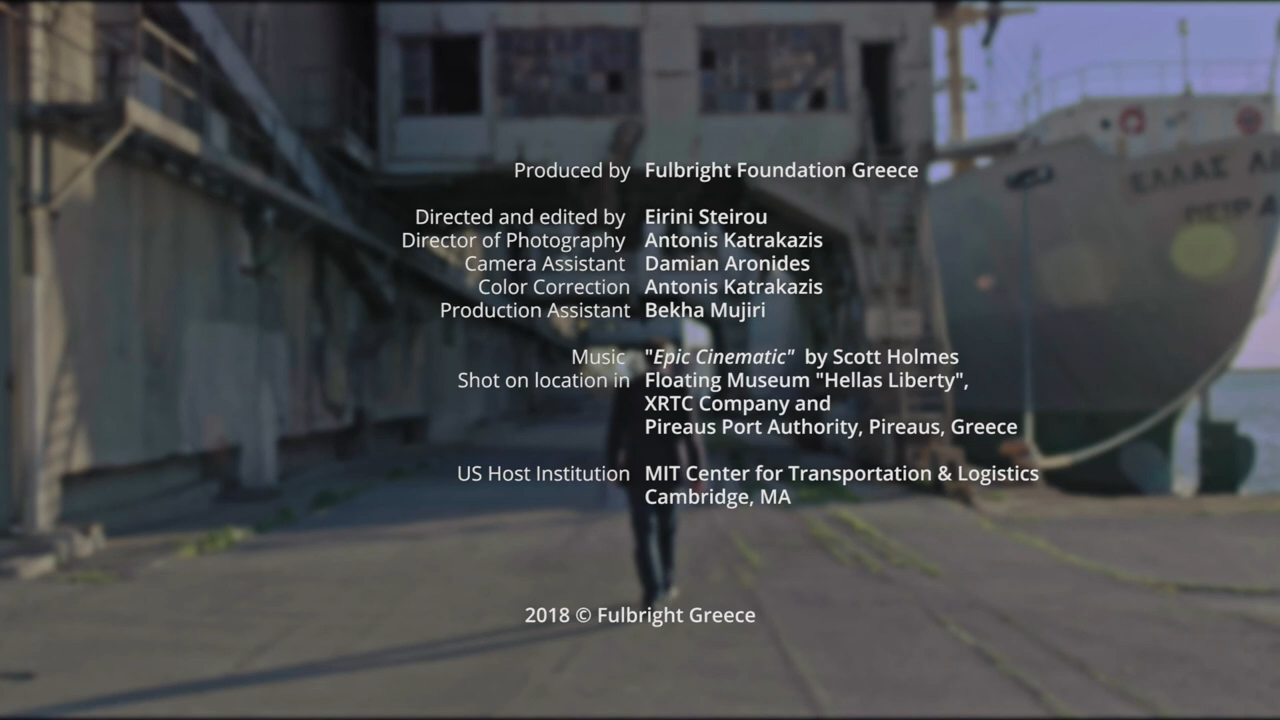 Produced by Fulbright Foundation Greece
Directed and edited by Eirini Steirou
Director of Photography Antonis Katrakazis
Camera Assistant Damian Aronides
Color Correction Antonis Katrakazis
Production Assistant Bekha Mujiri
Music "Epic Cinematic" by Scott Holmes
Shot on location in Floating Museum "Hellas Liberty",
XRTC Company and
Pireaus Port Authority, Pireaus, Greece
US Host Institution MIT Center for Transportation & Logistics
Cambridge, MA
2018 © Fulbright Greece
ΕΛΛΑΣ